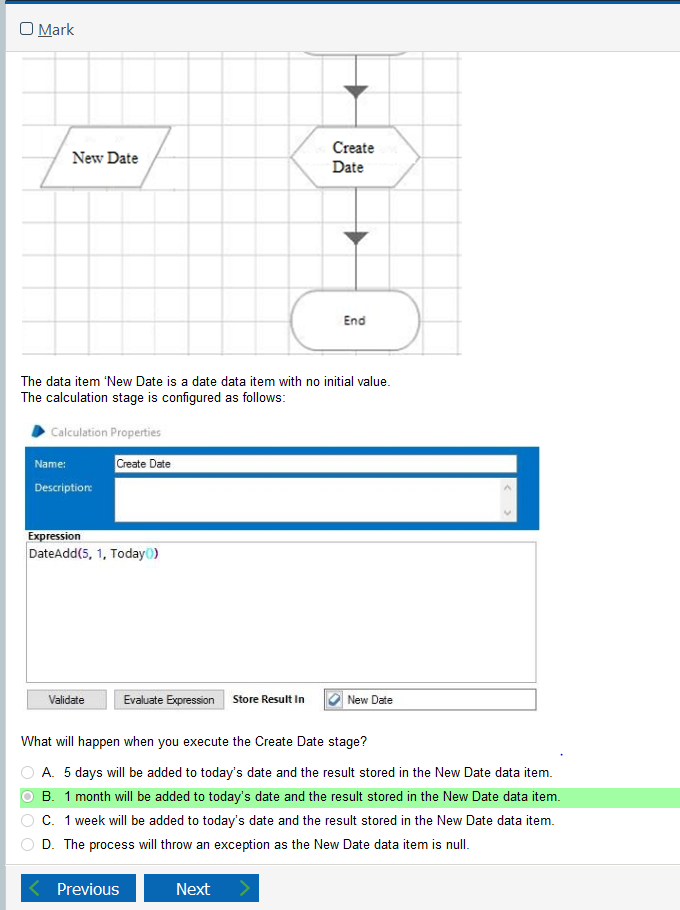 Mark
New Date
Create
Date
End
The data item ‘New Date is a date data item with no initial value.
The calculation stage is configured as follows:
Calculation Properties
Name: Create Date
Description:
Expression
DateAdd(5, 1, Today())
Validate Evaluate Expression Store Result In New Date
What will happen when you execute the Create Date stage?
A. 5 days will be added to today's date and the result stored in the New Date data item.
B. 1 month will be added to today's date and the result stored in the New Date data item.
C. 1 week will be added to today's date and the result stored in the New Date data item.
D. The process will throw an exception as the New Date data item is null.
Previous Next